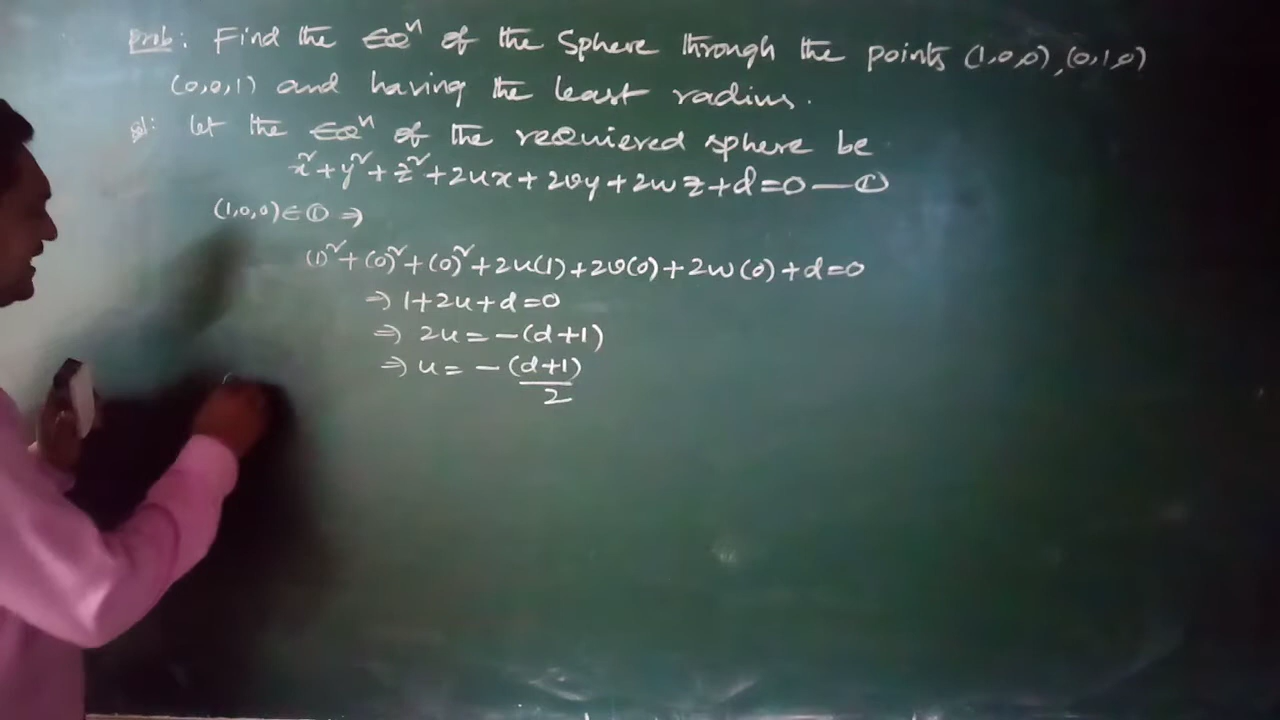 Prob: Find the EQⁿ of the Sphere through the points (1,0,0), (0,1,0)
(0,0,1) and having the least radius.
Sol: Let the EQⁿ of the requiered sphere be
x²+y²+z²+2ux+2vy+2wz+d=0 — ①
(1,0,0)∈① ⇒
(1)²+(0)²+(0)²+2u(1)+2v(0)+2w(0)+d=0
⇒ 1+2u+d=0
⇒ 2u=-(d+1)
⇒ u= -(d+1)/2